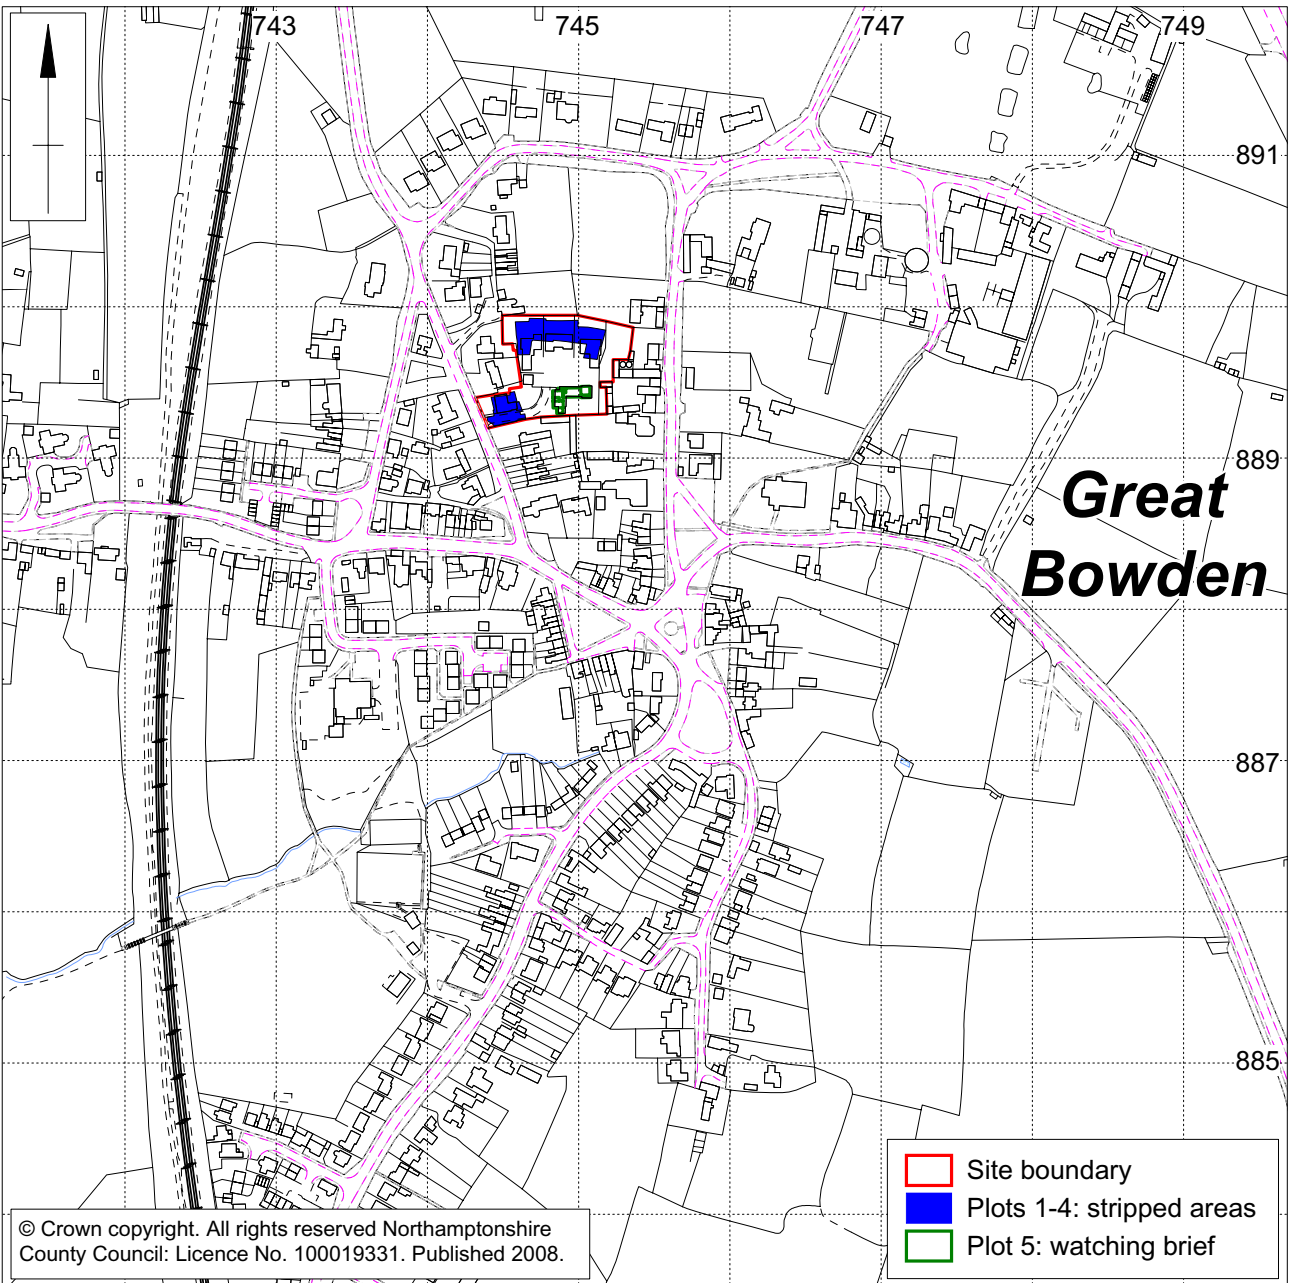 743
745
747
749
891
889
Great
Bowden
887
885
Site boundary
Plots 1-4: stripped areas
Plot 5: watching brief
© Crown copyright. All rights reserved Northamptonshire
County Council: Licence No. 100019331. Published 2008.